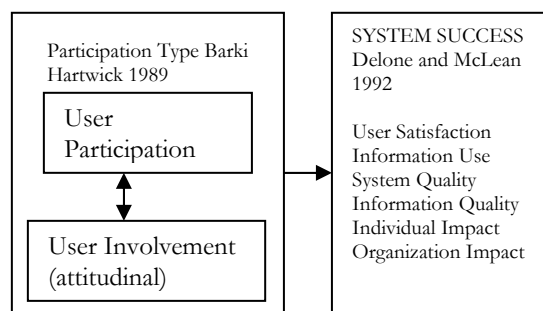 Participation Type Barki
Hartwick 1989
User
Participation
User Involvement
(attitudinal)
SYSTEM SUCCESS
Delone and McLean
1992
User Satisfaction
Information Use
System Quality
Information Quality
Individual Impact
Organization Impact